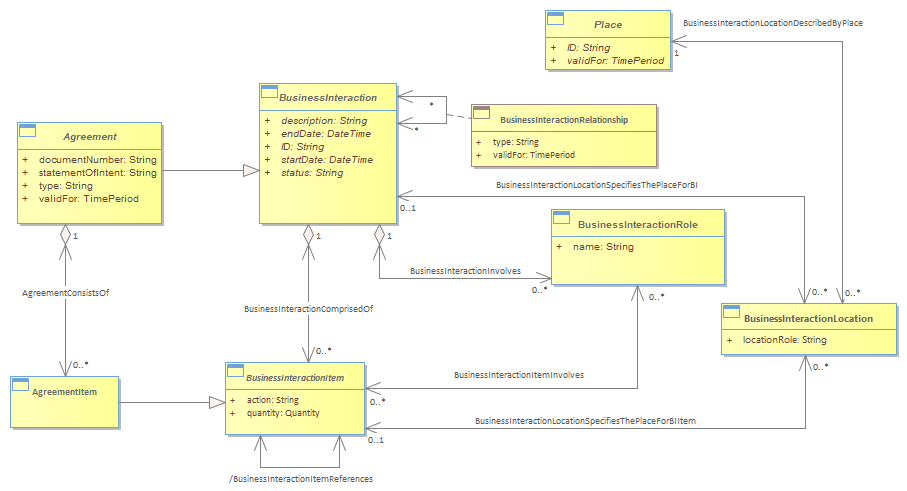 Place
+ ID: String
+ validFor: TimePeriod
BusinessInteractionLocationDescribedByPlace
1
BusinessInteraction
+ description: String
+ endDate: DateTime
+ ID: String
+ startDate: DateTime
+ status: String
*
*
BusinessInteractionRelationship
+ type: String
+ validFor: TimePeriod
Agreement
+ documentNumber: String
+ statementOfIntent: String
+ type: String
+ validFor: TimePeriod
BusinessInteractionLocationSpecifiesThePlaceForBI
0..1
BusinessInteractionRole
+ name: String
1
1
1
BusinessInteractionInvolves
0..*
0..*
AgreementConsistsOf
BusinessInteractionComprisedOf
0..*
0..*
BusinessInteractionLocation
+ locationRole: String
0..*
0..*
0..*
AgreementItem
BusinessInteractionItem
+ action: String
+ quantity: Quantity
BusinessInteractionItemInvolves
0..*
BusinessInteractionLocationSpecifiesThePlaceForBIItem
0..1
/BusinessInteractionItemReferences